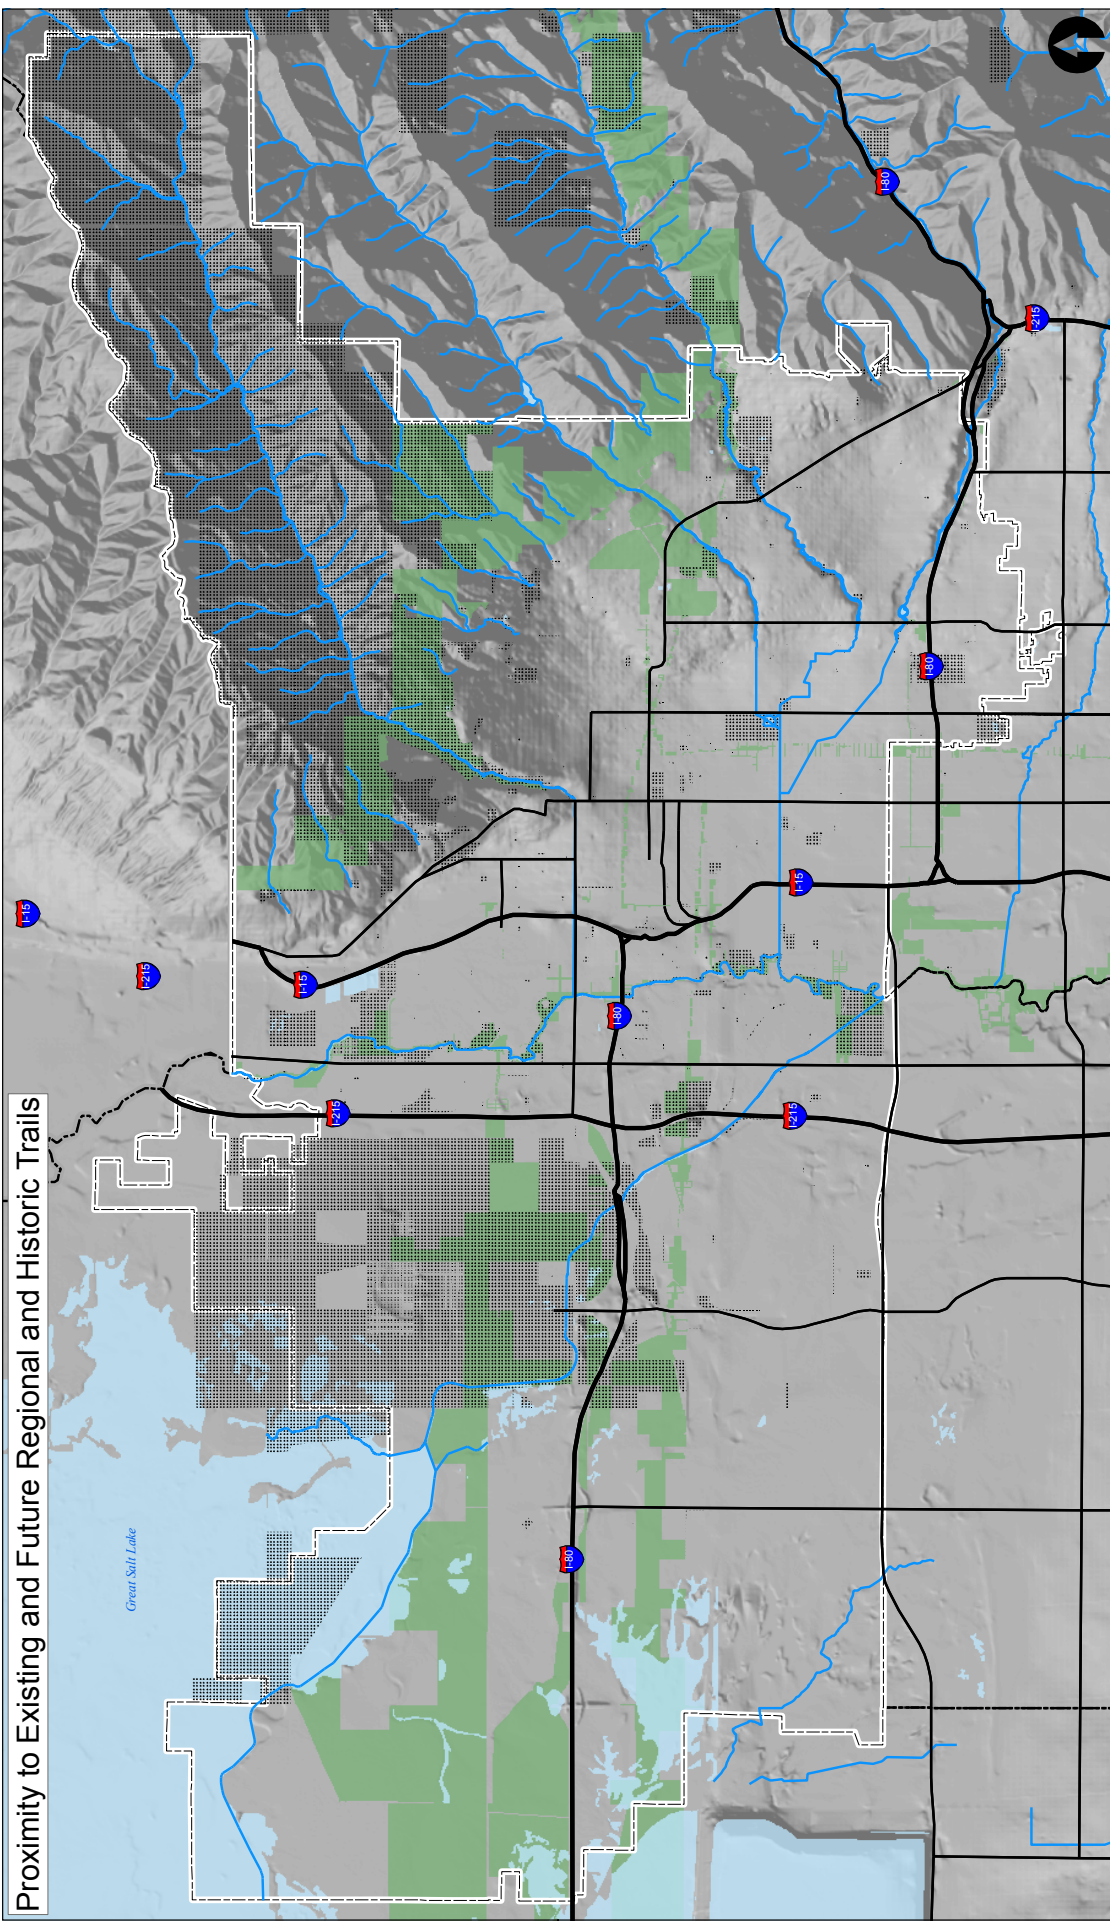 Proximity to Existing and Future Regional and Historic Trails
Great Salt Lake
I-15
I-215
I-15
I-215
I-80
I-80
I-15
I-215
I-80
I-80
I-215